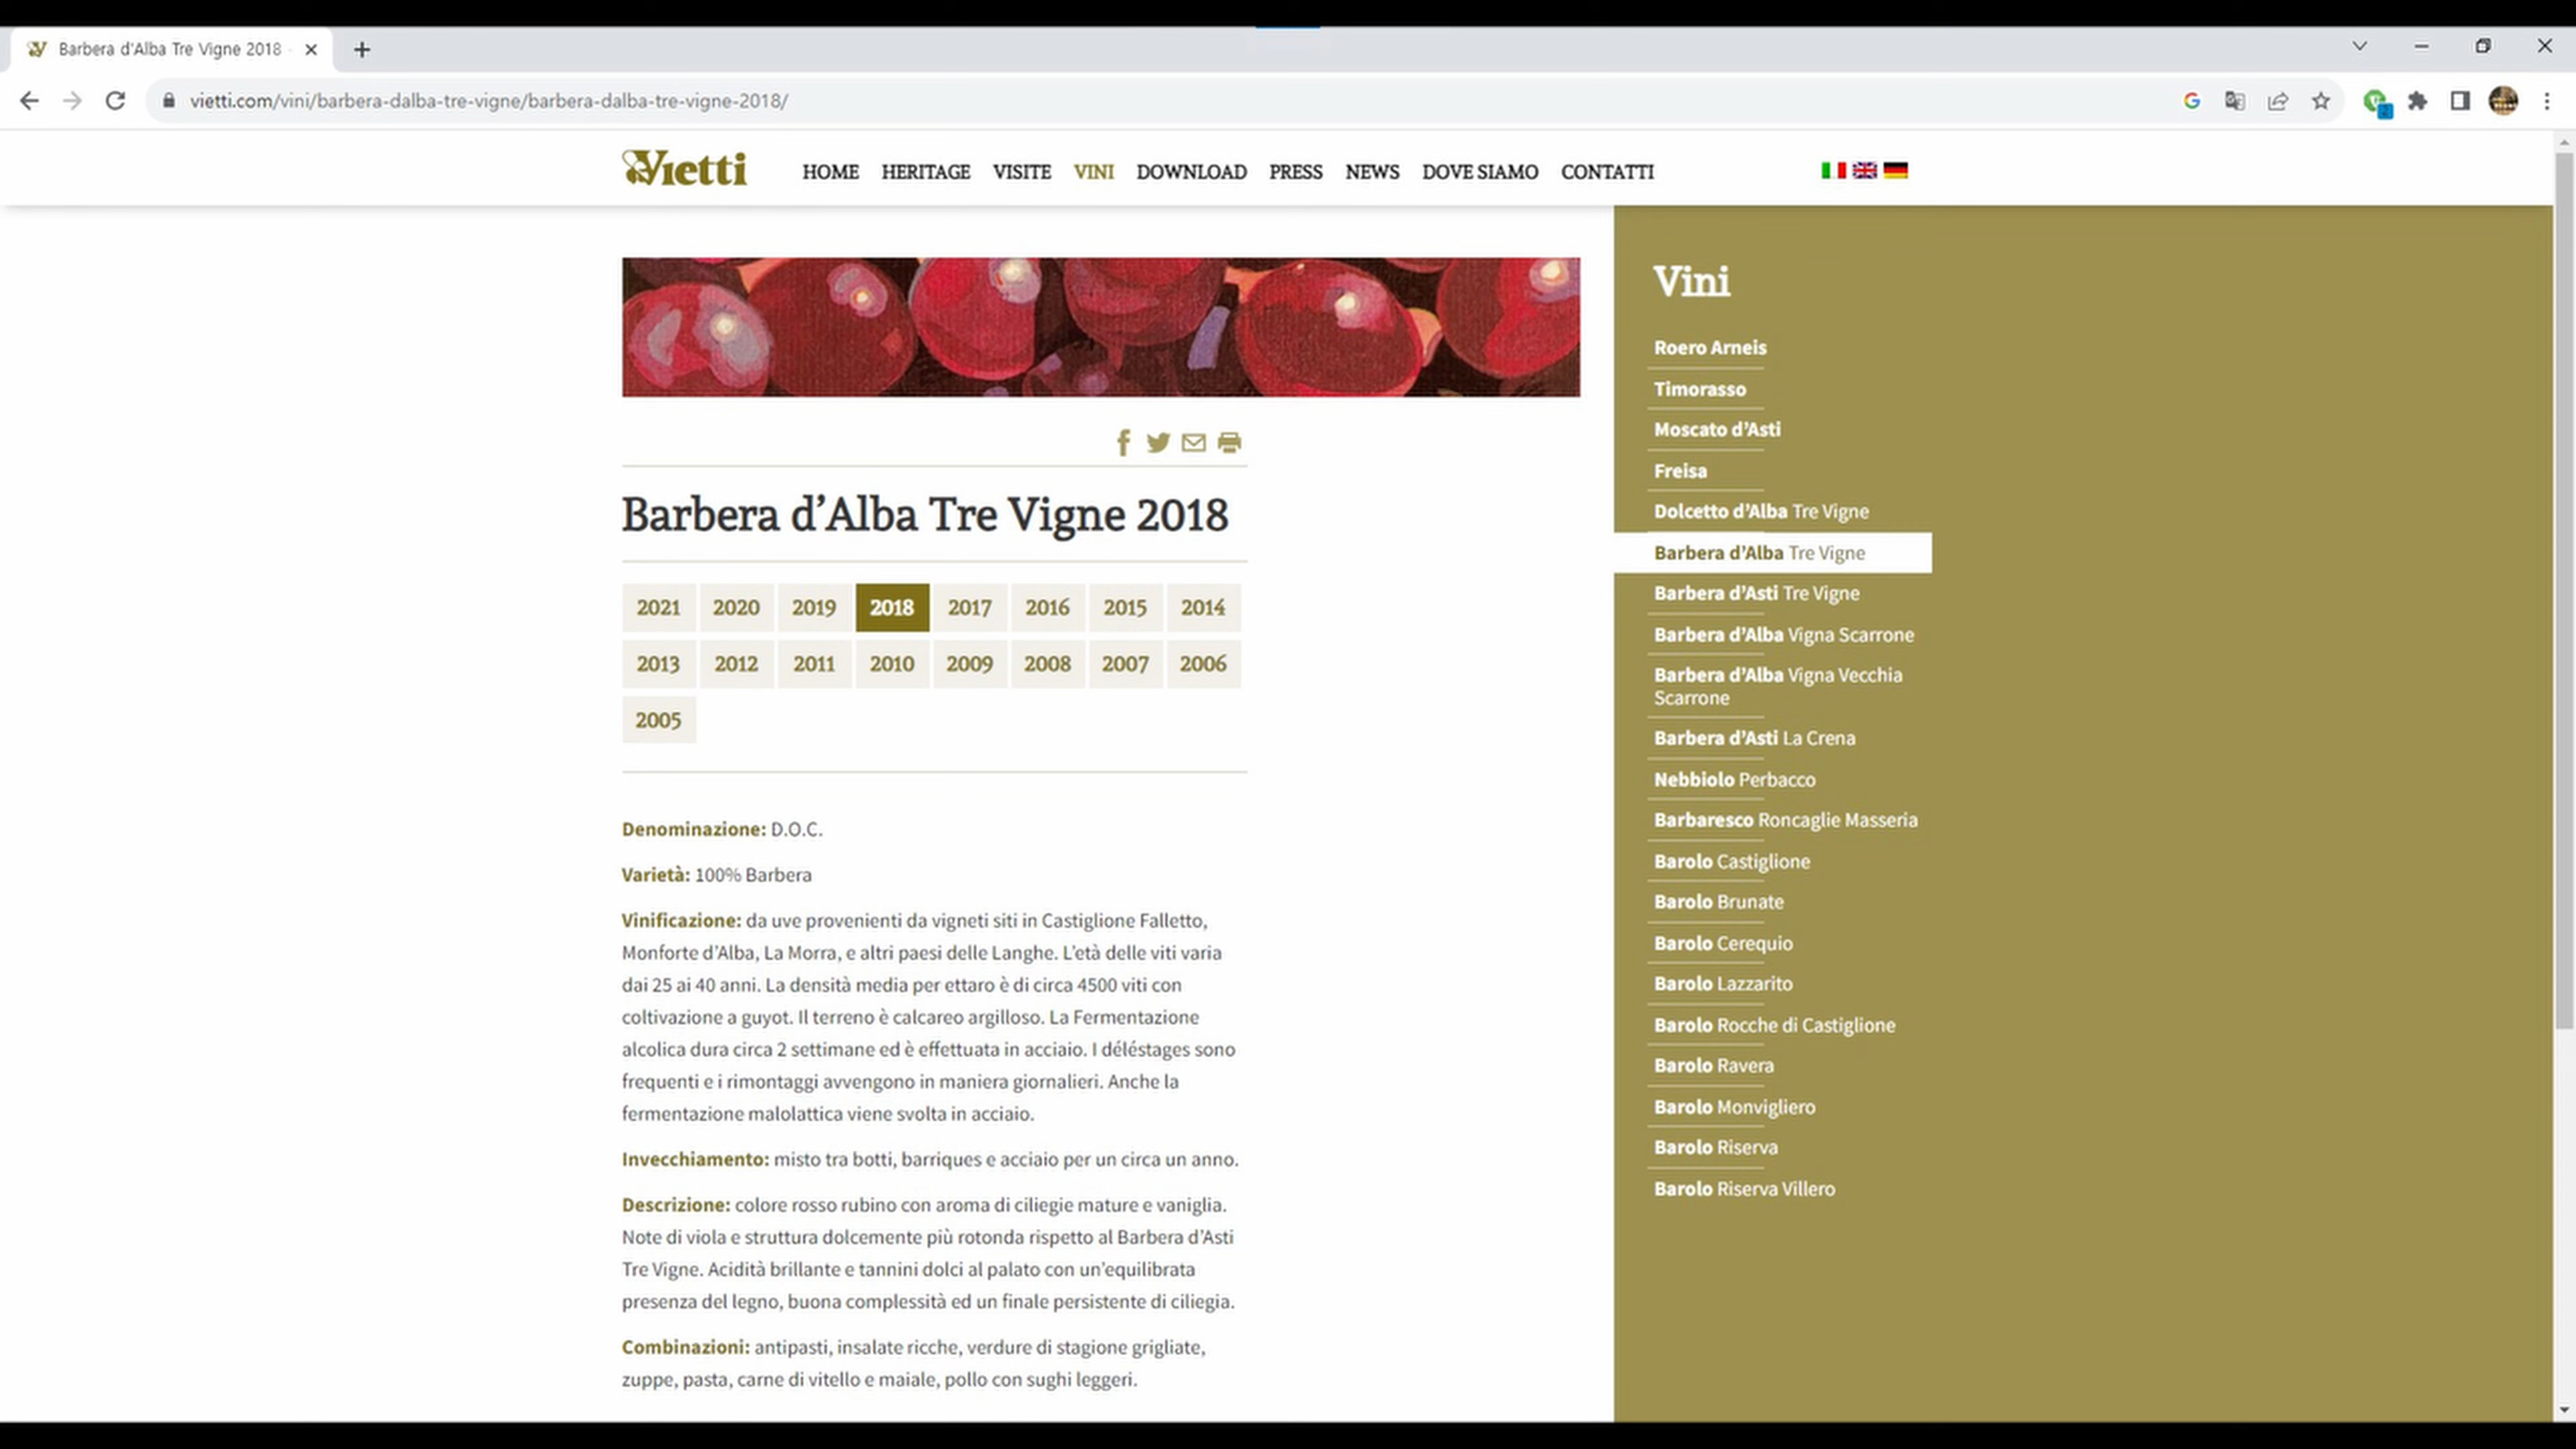 Barbera d'Alba Tre Vigne 2018
vietti.com/vini/barbera-dalba-tre-vigne/barbera-dalba-tre-vigne-2018/
Vietti
HOME HERITAGE VISITE VINI DOWNLOAD PRESS NEWS DOVE SIAMO CONTATTI
Barbera d’Alba Tre Vigne 2018
2021 2020 2019 2018 2017 2016 2015 2014
2013 2012 2011 2010 2009 2008 2007 2006
2005
Denominazione: D.O.C.
Varietà: 100% Barbera
Vinificazione: da uve provenienti da vigneti siti in Castiglione Falletto,
Monforte d’Alba, La Morra, e altri paesi delle Langhe. L’età delle viti varia
dai 25 ai 40 anni. La densità media per ettaro è di circa 4500 viti con
coltivazione a guyot. Il terreno è calcareo argilloso. La Fermentazione
alcolica dura circa 2 settimane ed è effettuata in acciaio. I déléstages sono
frequenti e i rimontaggi avvengono in maniera giornalieri. Anche la
fermentazione malolattica viene svolta in acciaio.
Invecchiamento: misto tra botti, barriques e acciaio per un circa un anno.
Descrizione: colore rosso rubino con aroma di ciliegie mature e vaniglia.
Note di viola e struttura dolcemente più rotonda rispetto al Barbera d’Asti
Tre Vigne. Acidità brillante e tannini dolci al palato con un’equilibrata
presenza del legno, buona complessità ed un finale persistente di ciliegia.
Combinazioni: antipasti, insalate ricche, verdure di stagione grigliate,
zuppe, pasta, carne di vitello e maiale, pollo con sughi leggeri.
Vini
Roero Arneis
Timorasso
Moscato d’Asti
Freisa
Dolcetto d’Alba Tre Vigne
Barbera d’Alba Tre Vigne
Barbera d’Asti Tre Vigne
Barbera d’Alba Vigna Scarrone
Barbera d’Alba Vigna Vecchia
Scarrone
Barbera d’Asti La Crena
Nebbiolo Perbacco
Barbaresco Roncaglie Masseria
Barolo Castiglione
Barolo Brunate
Barolo Cerequio
Barolo Lazzarito
Barolo Rocche di Castiglione
Barolo Ravera
Barolo Monvigliero
Barolo Riserva
Barolo Riserva Villero